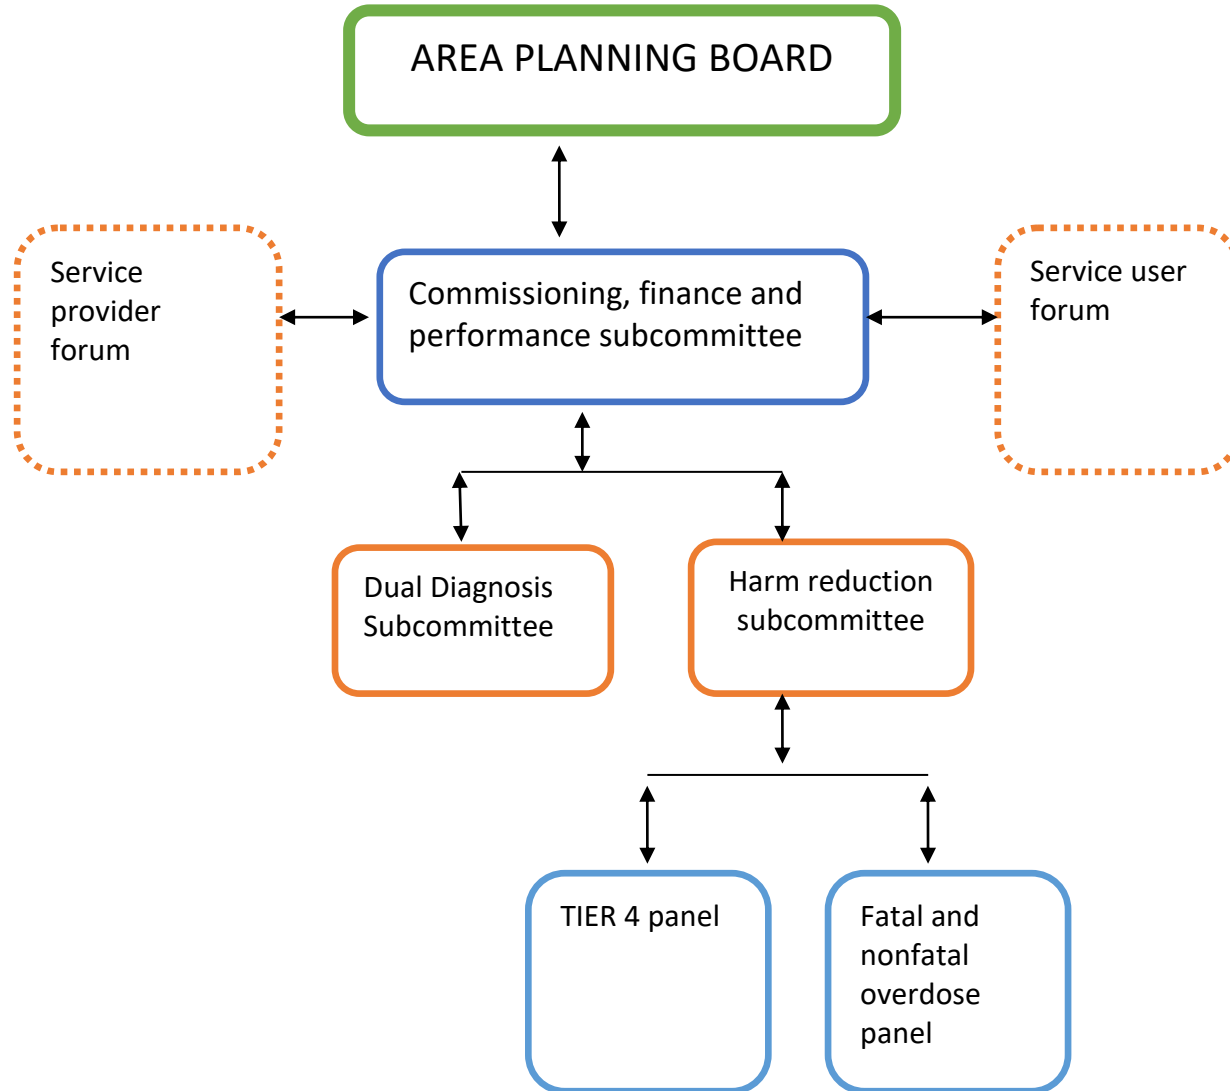 AREA PLANNING BOARD
Service
provider
forum
Commissioning, finance and
performance subcommittee
Service user
forum
Dual Diagnosis
Subcommittee
Harm reduction
subcommittee
TIER 4 panel
Fatal and
nonfatal
overdose
panel